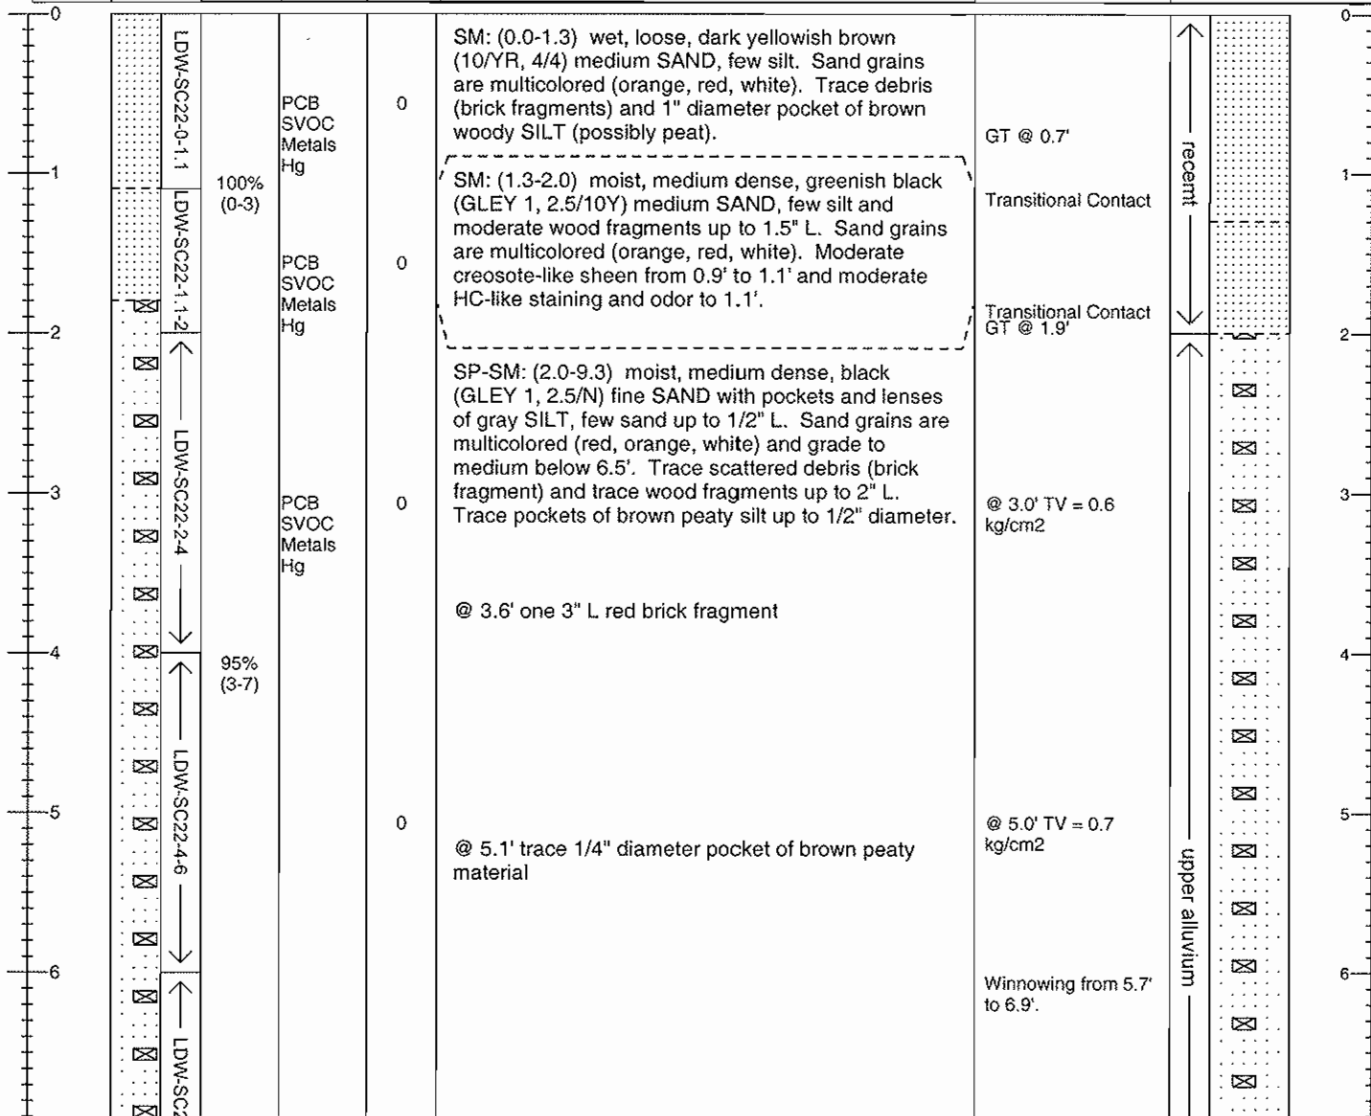 0
0
LDW-SC22-0-1.1
PCB
SVOC
Metals
Hg
0
SM: (0.0-1.3) wet, loose, dark yellowish brown
(10/YR, 4/4) medium SAND, few silt. Sand grains
are multicolored (orange, red, white). Trace debris
(brick fragments) and 1" diameter pocket of brown
woody SILT (possibly peat).
GT @ 0.7'
recent
1
1
100%
(0-3)
LDW-SC22-1.1-2
PCB
SVOC
Metals
Hg
0
SM: (1.3-2.0) moist, medium dense, greenish black
(GLEY 1, 2.5/10Y) medium SAND, few silt and
moderate wood fragments up to 1.5" L. Sand grains
are multicolored (orange, red, white). Moderate
creosote-like sheen from 0.9' to 1.1' and moderate
HC-like staining and odor to 1.1'.
Transitional Contact
Transitional Contact
GT @ 1.9'
2
2
LDW-SC22-2-4
SP-SM: (2.0-9.3) moist, medium dense, black
(GLEY 1, 2.5/N) fine SAND with pockets and lenses
of gray SILT, few sand up to 1/2" L. Sand grains are
multicolored (red, orange, white) and grade to
medium below 6.5'. Trace scattered debris (brick
fragment) and trace wood fragments up to 2" L.
Trace pockets of brown peaty silt up to 1/2" diameter.
3
3
PCB
SVOC
Metals
Hg
0
@ 3.0' TV = 0.6
kg/cm2
@ 3.6' one 3" L red brick fragment
4
4
95%
(3-7)
LDW-SC22-4-6
5
5
0
@ 5.1' trace 1/4" diameter pocket of brown peaty
material
@ 5.0' TV = 0.7
kg/cm2
upper alluvium
6
6
Winnowing from 5.7'
to 6.9'.